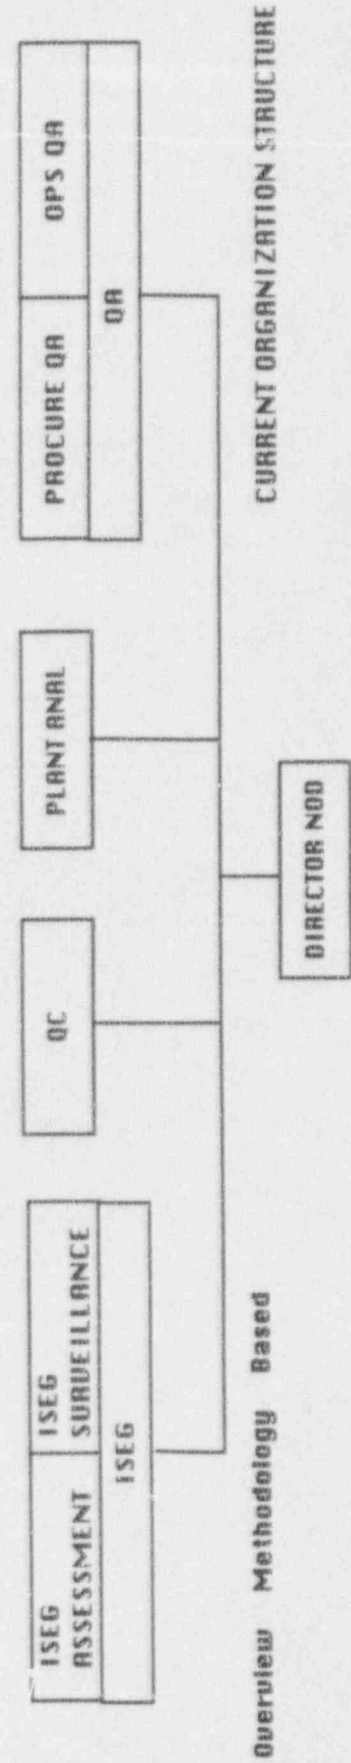 ISEG
ASSESSMENT
ISEG
SURVEILLANCE
ISEG
QC
PLANT ANAL
PROCURE QA
OPS QA
QA
DIRECTOR NOD
Overview Methodology Based
CURRENT ORGANIZATION STRUCTURE